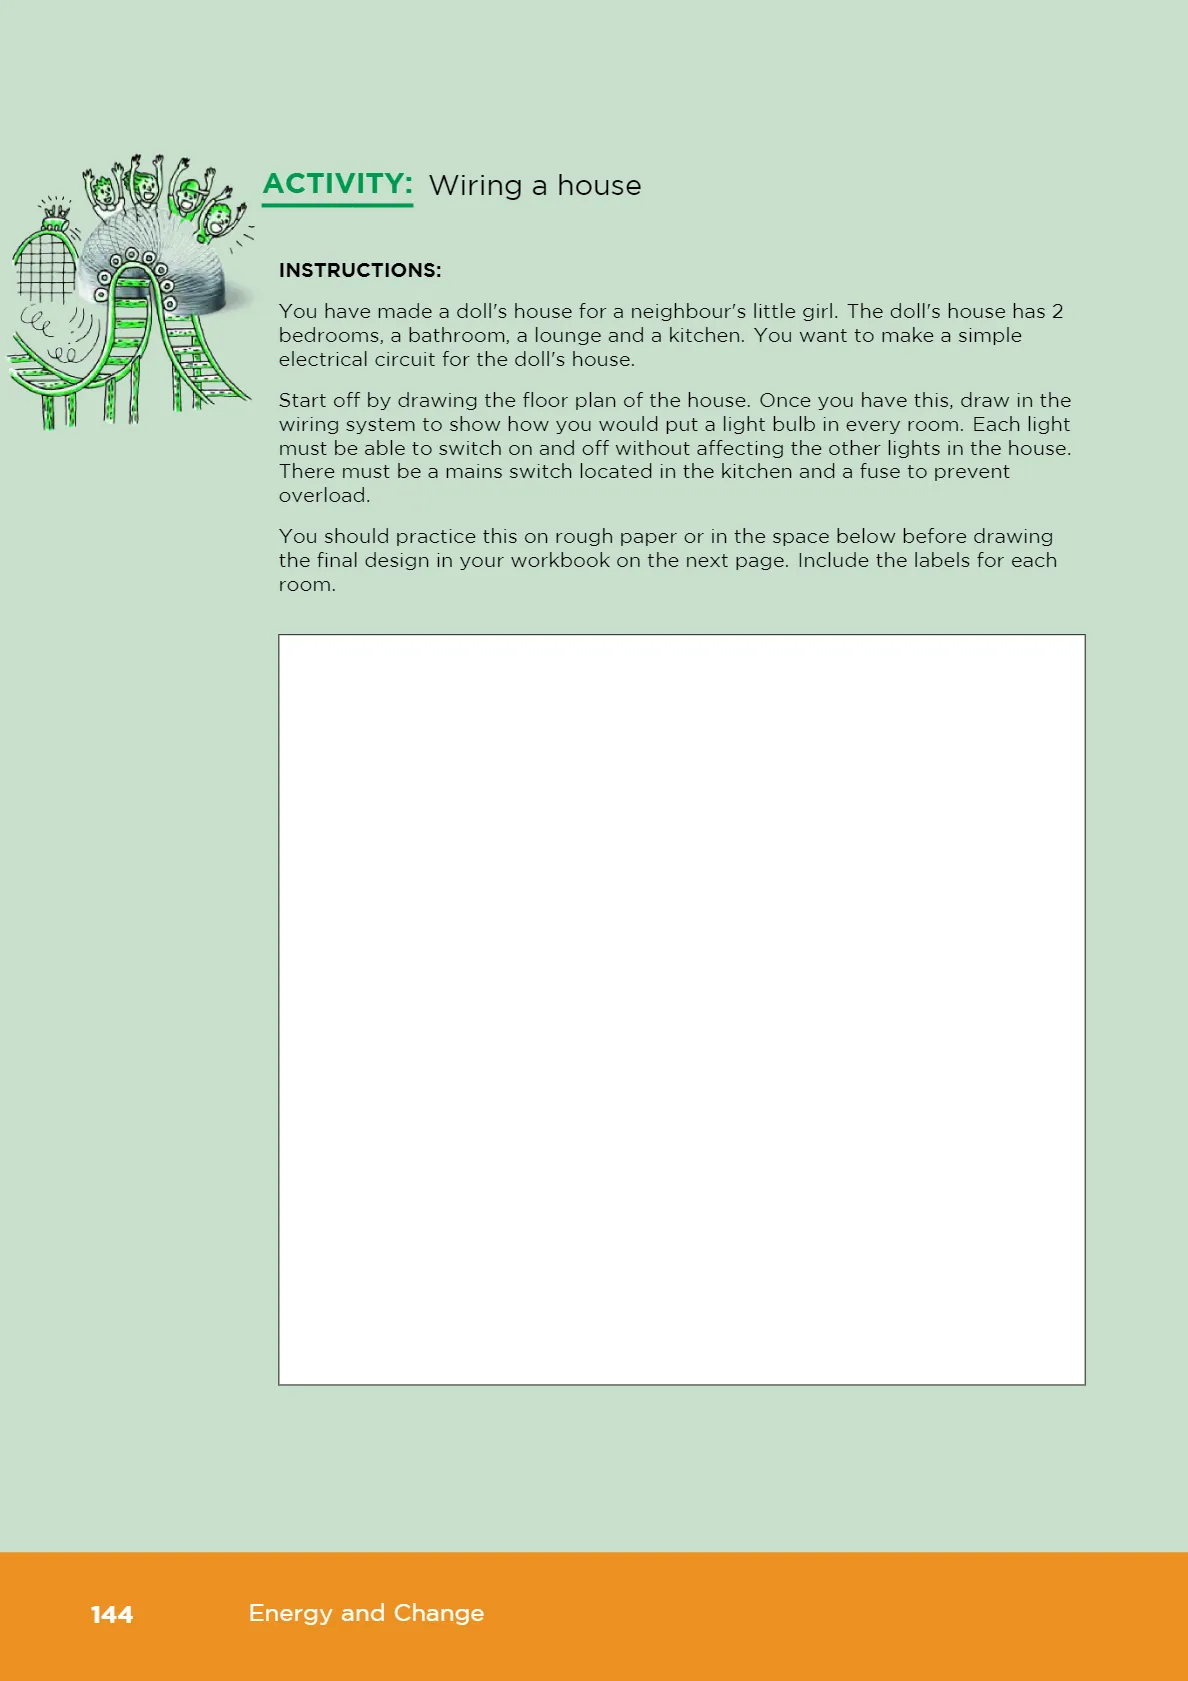 ACTIVITY: Wiring a house
INSTRUCTIONS:
You have made a doll's house for a neighbour's little girl. The doll's house has 2
bedrooms, a bathroom, a lounge and a kitchen. You want to make a simple
electrical circuit for the doll's house.
Start off by drawing the floor plan of the house. Once you have this, draw in the
wiring system to show how you would put a light bulb in every room. Each light
must be able to switch on and off without affecting the other lights in the house.
There must be a mains switch located in the kitchen and a fuse to prevent
overload.
You should practice this on rough paper or in the space below before drawing
the final design in your workbook on the next page. Include the labels for each
room.
144 Energy and Change